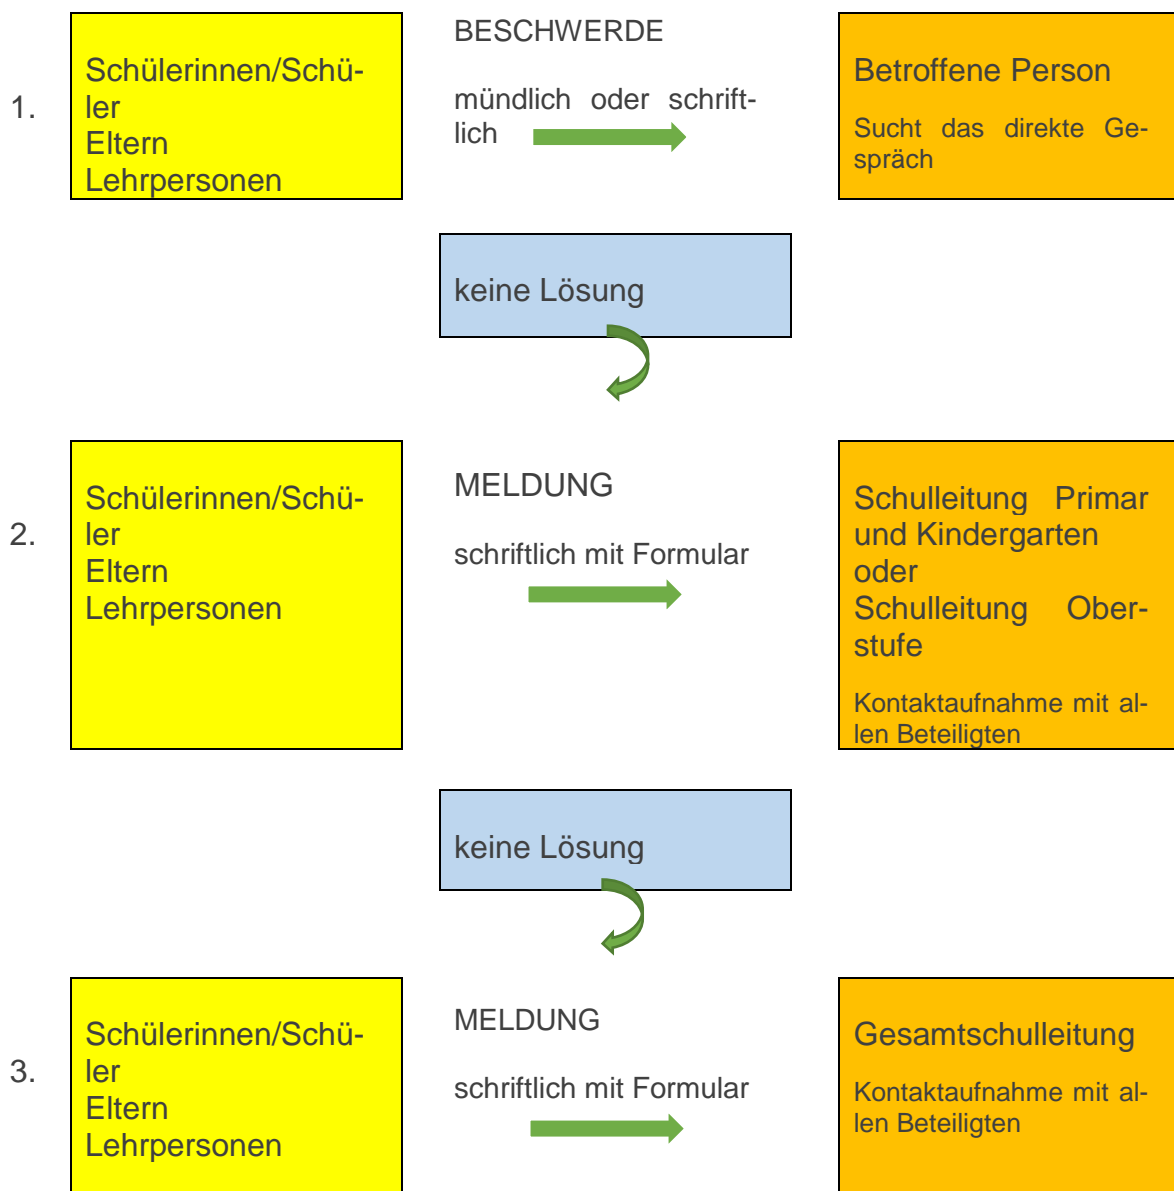 1.
Schülerinnen/Schü-
ler
Eltern
Lehrpersonen
BESCHWERDE
mündlich oder schrift-
lich
Betroffene Person
Sucht das direkte Ge-
spräch
keine Lösung
2.
Schülerinnen/Schü-
ler
Eltern
Lehrpersonen
MELDUNG
schriftlich mit Formular
Schulleitung Primar
und Kindergarten
oder
Schulleitung Ober-
stufe
Kontaktaufnahme mit al-
len Beteiligten
keine Lösung
3.
Schülerinnen/Schü-
ler
Eltern
Lehrpersonen
MELDUNG
schriftlich mit Formular
Gesamtschulleitung
Kontaktaufnahme mit al-
len Beteiligten